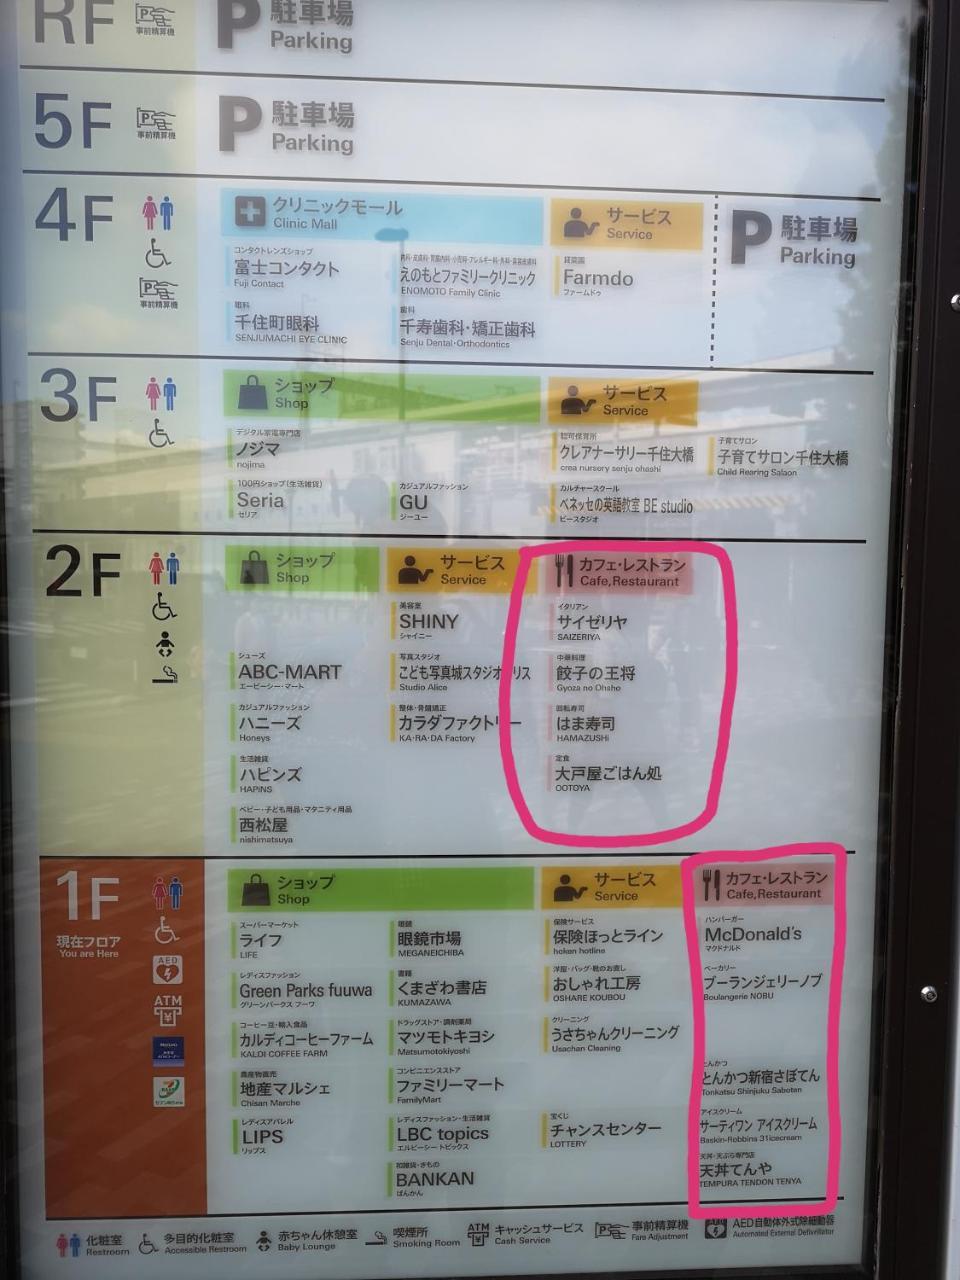 RF
事前精算機
P 駐車場
Parking
5F
事前精算機
P 駐車場
Parking
4F
事前精算機
クリニックモール
Clinic Mall
コンタクトレンズショップ
富士コンタクト
Fuji Contact
えのもとファミリークリニック
ENOMOTO Family Clinic
眼科
千住町眼科
SENJUMACHI EYE CLINIC
歯科
千寿歯科・矯正歯科
Senju Dental・Orthodontics
サービス
Service
貸菜園
Farmdo
ファームドゥ
P 駐車場
Parking
3F
ショップ
Shop
デジタル家電専門店
ノジマ
nojima
100円ショップ(生活雑貨)
Seria
セリア
カジュアルファッション
GU
ジーユー
サービス
Service
認可保育所
クレアナーサリー千住大橋
crea nursery senju ohashi
子育てサロン
子育てサロン千住大橋
Child Rearing Salaon
カルチャースクール
ベネッセの英語教室 BE studio
ビースタジオ
2F
ショップ
Shop
シューズ
ABC-MART
エービーシー・マート
カジュアルファッション
ハニーズ
Honeys
生活雑貨
ハピンズ
HAPiNS
ベビー・子ども用品・マタニティ用品
西松屋
nishimatsuya
サービス
Service
美容室
SHINY
シャイニー
写真スタジオ
こども写真城スタジオアリス
Studio Alice
整体・骨盤矯正
カラダファクトリー
KA・RA・DA Factory
カフェ・レストラン
Cafe,Restaurant
イタリアン
サイゼリヤ
SAIZERIYA
中華料理
餃子の王将
Gyoza no Ohsho
回転寿司
はま寿司
HAMAZUSHi
定食
大戸屋ごはん処
OOTOYA
1F
現在フロア
You are Here
AED
ATM
ショップ
Shop
スーパーマーケット
ライフ
LIFE
レディスファッション
Green Parks fuuwa
グリーンパークス フーワ
コーヒー豆・輸入食品
カルディコーヒーファーム
KALDI COFFEE FARM
農産物直売
地産マルシェ
Chisan Marche
レディスアパレル
LIPS
リップス
眼鏡
眼鏡市場
MEGANEICHIBA
書籍
くまざわ書店
KUMAZAWA
ドラッグストア・調剤薬局
マツモトキヨシ
Matsumotokiyoshi
コンビニエンスストア
ファミリーマート
FamilyMart
レディスファッション・生活雑貨
LBC topics
エルビーシー トピックス
和雑貨・きもの
BANKAN
ばんかん
サービス
Service
保険サービス
保険ほっとライン
hoken hotline
洋服・バッグ・靴のお直し
おしゃれ工房
OSHARE KOUBOU
クリーニング
うさちゃんクリーニング
Usachan Cleaning
宝くじ
チャンスセンター
LOTTERY
カフェ・レストラン
Cafe,Restaurant
ハンバーガー
McDonald's
マクドナルド
ベーカリー
ブーランジェリーノブ
Boulangerie NOBU
とんかつ
とんかつ新宿さぼてん
Tonkatsu Shinjuku Saboten
アイスクリーム
サーティワン アイスクリーム
Baskin-Robbins 31icecream
天丼・天ぷら専門店
天丼てんや
TEMPURA TENDON TENYA
化粧室
Restroom
多目的化粧室
Accessible Restroom
赤ちゃん休憩室
Baby Lounge
喫煙所
Smoking Room
ATM
キャッシュサービス
Cash Service
事前精算機
Fare Adjustment
AED
AED自動体外式除細動器
Automated External Defivrillator